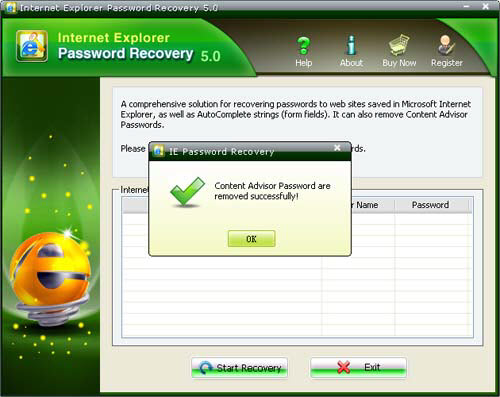 Internet Explorer Password Recovery 5.0
Internet Explorer
Password Recovery 5.0
Help
About
Buy Now
Register
A comprehensive solution for recovering passwords to web sites saved in Microsoft Internet
Explorer, as well as AutoComplete strings (form fields). It can also remove Content Advisor
Passwords.
Please
rds.
IE Password Recovery
Content Advisor Password are
removed successfully!
OK
Internet
r Name
Password
Start Recovery
Exit